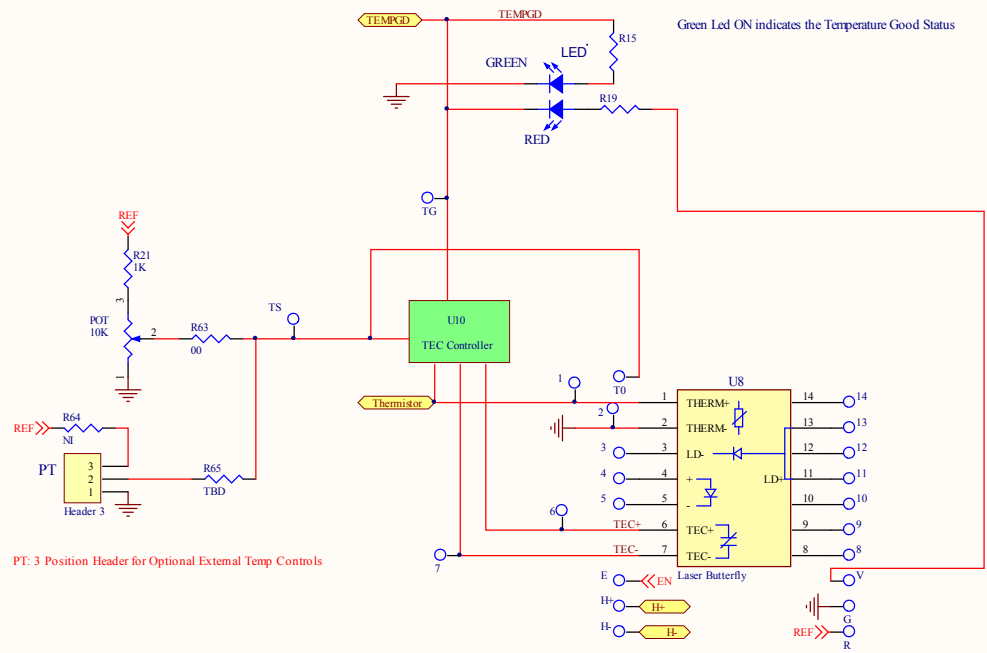 TEMPGD
TEMPGD
Green Led ON indicates the Temperature Good Status
R15
LED
GREEN
R19
RED
TG
REF
R21
1K
3
POT
10K
2
1
R63
00
TS
U10
TEC Controller
Thermistor
1
T0
2
U8
1
THERM+
14
14
2
THERM-
13
13
3
3
LD-
12
12
4
4
+
LD+
11
11
5
5
-
10
10
6
TEC+
6
TEC+
9
9
7
TEC-
7
TEC-
8
8
Laser Butterfly
REF
R64
NI
PT
3
2
1
Header 3
R65
TBD
PT: 3 Position Header for Optional External Temp Controls
E
EN
V
H+
H+
G
H-
H-
REF
R